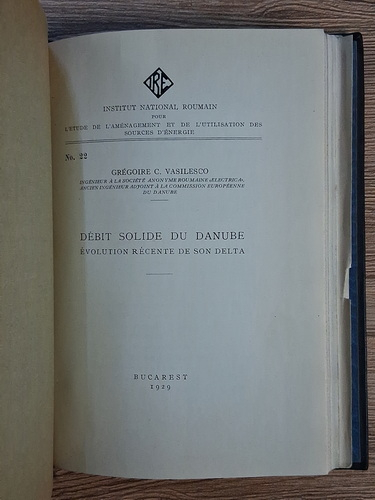 IRE
INSTITUT NATIONAL ROUMAIN
POUR
L'ÉTUDE DE L'AMÉNAGEMENT ET DE L'UTILISATION DES
SOURCES D'ÉNERGIE
No. 22
GRÉGOIRE C. VASILESCO
INGÉNIEUR À LA SOCIÉTÉ ANONYME ROUMAINE «ELECTRICA»,
ANCIEN INGÉNIEUR ADJOINT À LA COMMISSION EUROPÉENNE
DU DANUBE
DÉBIT SOLIDE DU DANUBE
ÉVOLUTION RÉCENTE DE SON DELTA
BUCAREST
1929